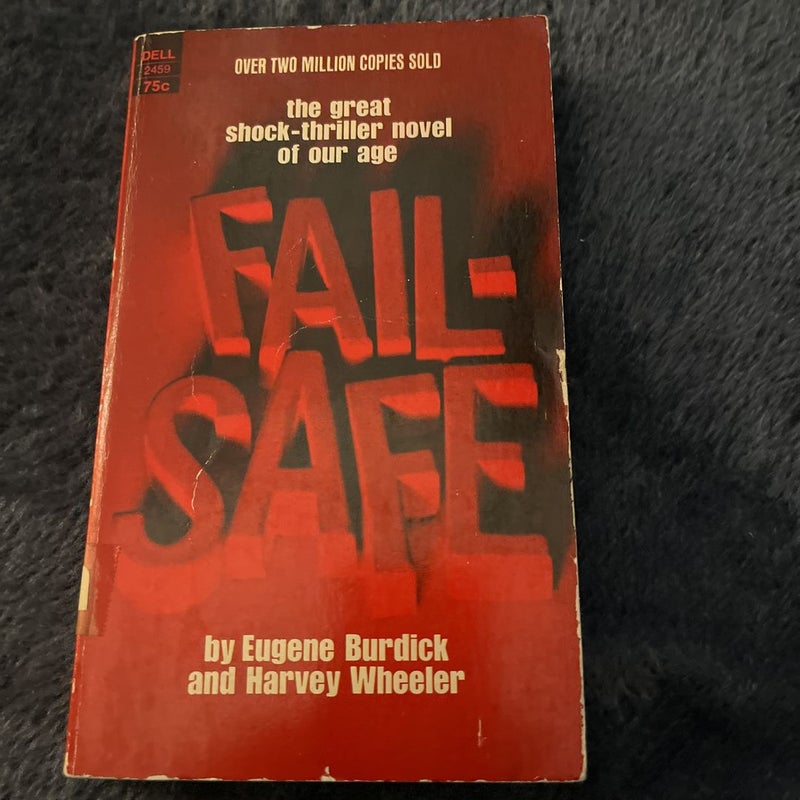 DELL
2459
75c
OVER TWO MILLION COPIES SOLD
the great
shock-thriller novel
of our age
FAIL-
SAFE
by Eugene Burdick
and Harvey Wheeler